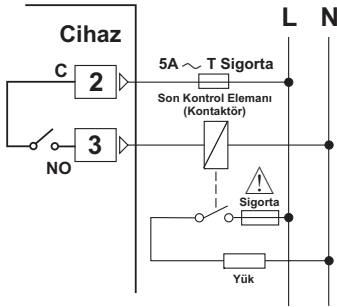 L N
Cihaz
5A ~ T Sigorta
C 2
Son Kontrol Elemanı
(Kontaktör)
3
NO
Sigorta
Yük